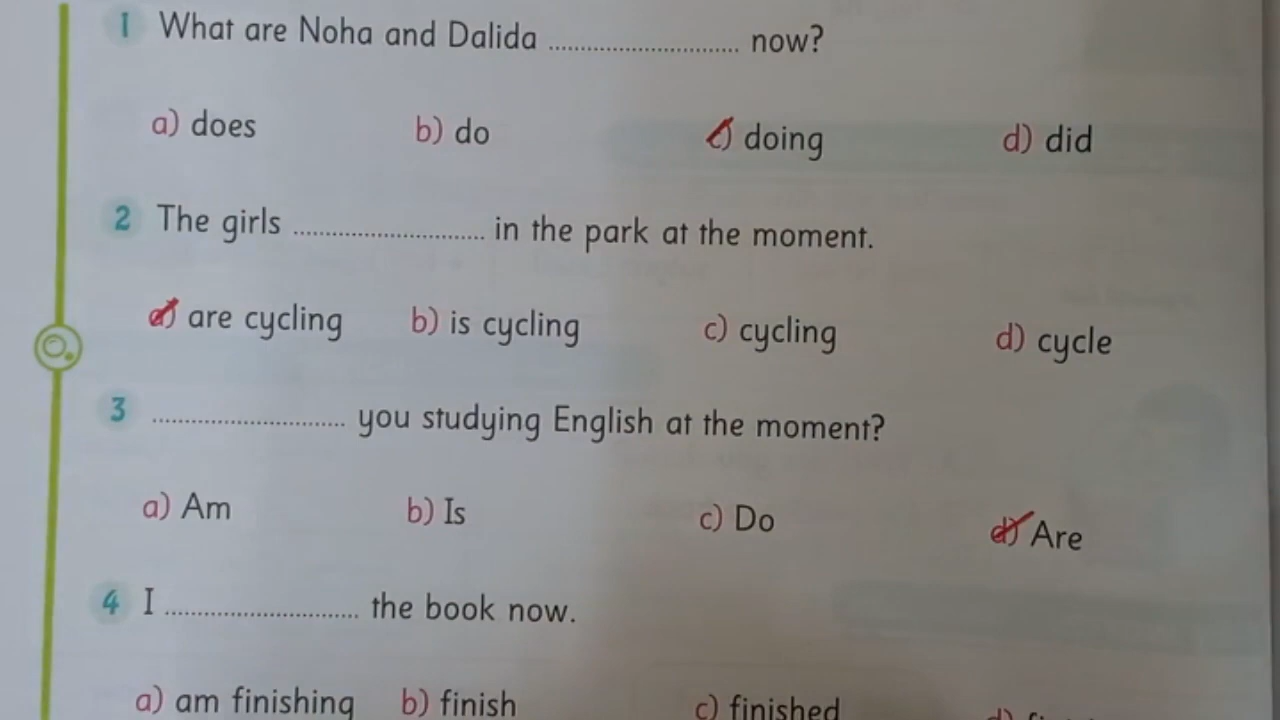 1 What are Noha and Dalida .............................. now?
a) does b) do c) doing d) did
2 The girls .............................. in the park at the moment.
a) are cycling b) is cycling c) cycling d) cycle
3 .............................. you studying English at the moment?
a) Am b) Is c) Do d) Are
4 I .............................. the book now.
a) am finishing b) finish c) finished d)